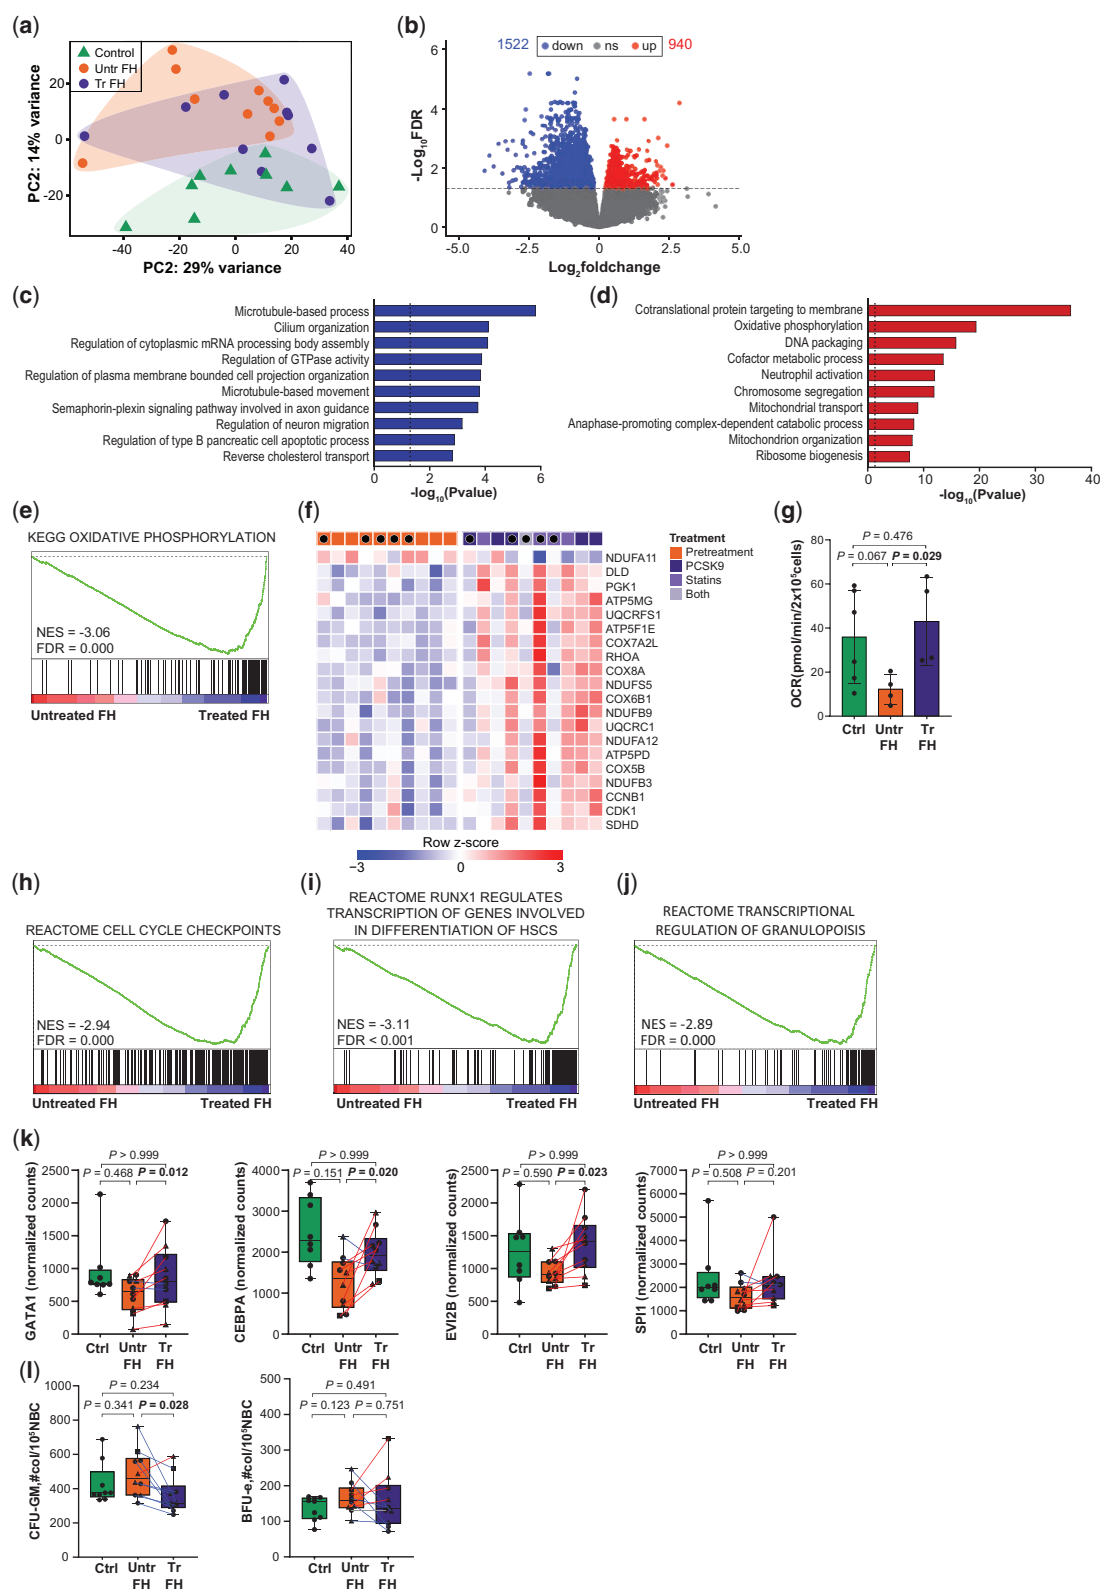 (a)
Control
Untr FH
Tr FH
20
0
-20
-40
-20
0
20
40
PC2: 14% variance
PC2: 29% variance
(b)
1522
down
ns
up
940
6
4
2
0
-5.0
-2.5
0
2.5
5.0
-Log10FDR
Log2foldchange
(c)
Microtubule-based process
Cilium organization
Regulation of cytoplasmic mRNA processing body assembly
Regulation of GTPase activity
Regulation of plasma membrane bounded cell projection organization
Microtubule-based movement
Semaphorin-plexin signaling pathway involved in axon guidance
Regulation of neuron migration
Regulation of type B pancreatic cell apoptotic process
Reverse cholesterol transport
0
2
4
6
-log10(Pvalue)
(d)
Cotranslational protein targeting to membrane
Oxidative phosphorylation
DNA packaging
Cofactor metabolic process
Neutrophil activation
Chromosome segregation
Mitochondrial transport
Anaphase-promoting complex-dependent catabolic process
Mitochondrion organization
Ribosome biogenesis
0
10
20
30
40
-log10(Pvalue)
(e)
KEGG OXIDATIVE PHOSPHORYLATION
NES = -3.06
FDR = 0.000
Untreated FH
Treated FH
(f)
NDUFA11
DLD
PGK1
ATP5MG
UQCRFS1
ATP5F1E
COX7A2L
RHOA
COX8A
NDUFS5
COX6B1
NDUFB9
UQCRC1
NDUFA12
ATP5PD
COX5B
NDUFB3
CCNB1
CDK1
SDHD
Treatment
Pretreatment
PCSK9
Statins
Both
Row z-score
−3
0
3
(g)
P = 0.476
P = 0.067
P = 0.029
80
60
40
20
0
OCR(pmol/min/2x10⁵cells)
Ctrl
Untr FH
Tr FH
(h)
REACTOME CELL CYCLE CHECKPOINTS
NES = -2.94
FDR = 0.000
Untreated FH
Treated FH
(i)
REACTOME RUNX1 REGULATES
TRANSCRIPTION OF GENES INVOLVED
IN DIFFERENTIATION OF HSCS
NES = -3.11
FDR < 0.001
Untreated FH
Treated FH
(j)
REACTOME TRANSCRIPTIONAL
REGULATION OF GRANULOPOISIS
NES = -2.89
FDR = 0.000
Untreated FH
Treated FH
(k)
P > 0.999
P = 0.468
P = 0.012
2500
2000
1500
1000
500
0
GATA1 (normalized counts)
Ctrl
Untr FH
Tr FH
P > 0.999
P = 0.151
P = 0.020
4000
3000
2000
1000
0
CEBPA (normalized counts)
Ctrl
Untr FH
Tr FH
P > 0.999
P = 0.590
P = 0.023
2500
2000
1500
1000
500
0
EVI2B (normalized counts)
Ctrl
Untr FH
Tr FH
P > 0.999
P = 0.508
P = 0.201
7000
6000
5000
4000
3000
2000
1000
0
SPI1 (normalized counts)
Ctrl
Untr FH
Tr FH
(l)
P = 0.234
P = 0.341
P = 0.028
1000
800
600
400
200
0
CFU-GM,#col/10⁵NBC
Ctrl
Untr FH
Tr FH
P = 0.491
P = 0.123
P = 0.751
500
400
300
200
100
0
BFU-e,#col/10⁵NBC
Ctrl
Untr FH
Tr FH